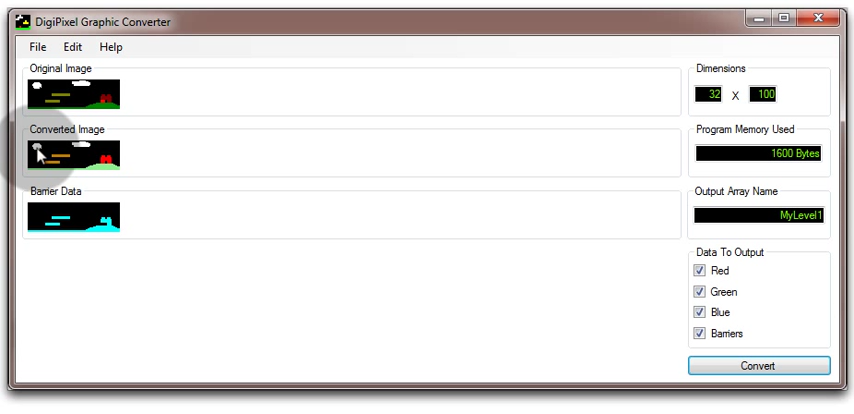 DigiPixel Graphic Converter
File Edit Help
Original Image
Dimensions
32 X 100
Converted Image
Program Memory Used
1600 Bytes
Barrier Data
Output Array Name
MyLevel1
Data To Output
Red
Green
Blue
Barriers
Convert